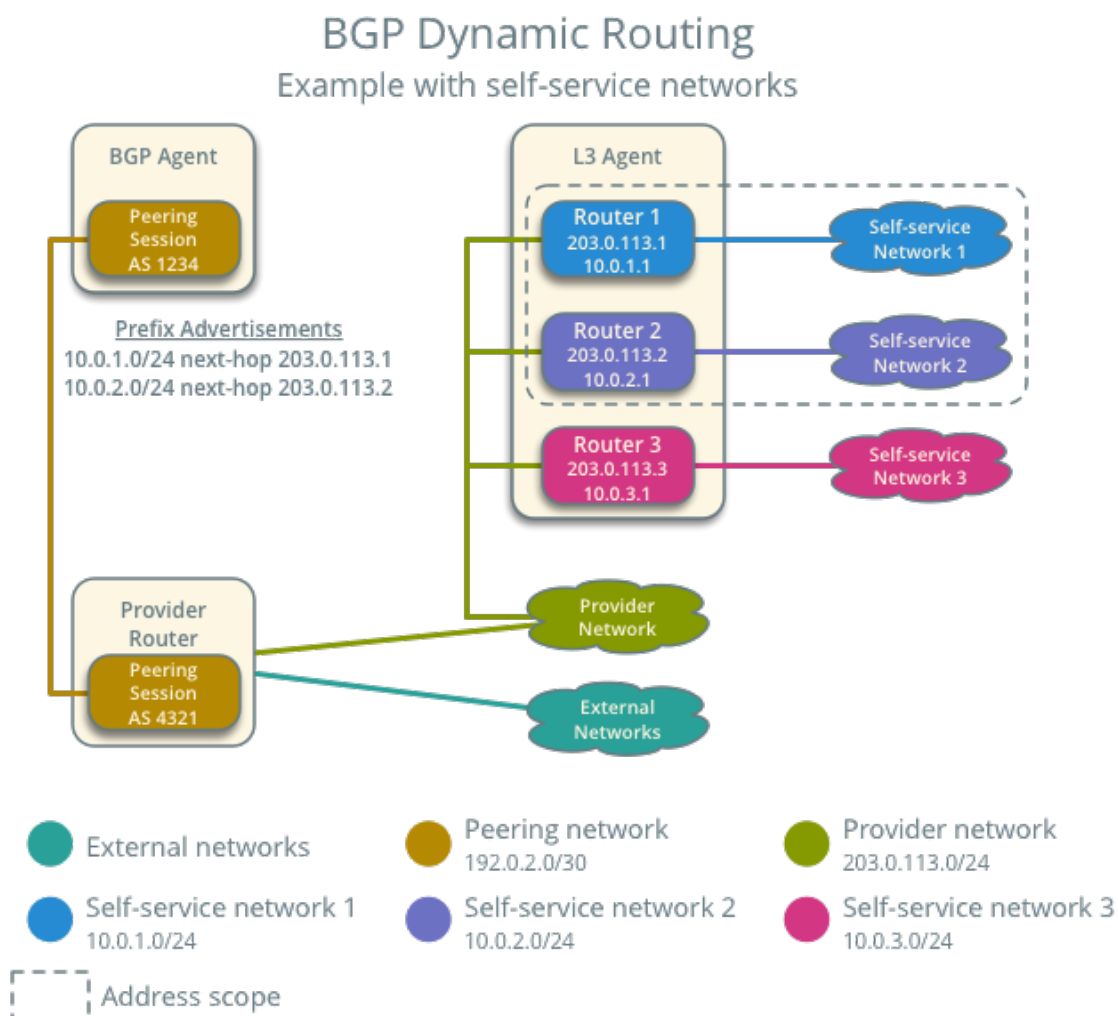 BGP Dynamic Routing
Example with self-service networks
BGP Agent
Peering
Session
AS 1234
Prefix Advertisements
10.0.1.0/24 next-hop 203.0.113.1
10.0.2.0/24 next-hop 203.0.113.2
L3 Agent
Router 1
203.0.113.1
10.0.1.1
Self-service
Network 1
Router 2
203.0.113.2
10.0.2.1
Self-service
Network 2
Router 3
203.0.113.3
10.0.3.1
Self-service
Network 3
Provider
Router
Peering
Session
AS 4321
Provider
Network
External
Networks
External networks
Peering network
192.0.2.0/30
Provider network
203.0.113.0/24
Self-service network 1
10.0.1.0/24
Self-service network 2
10.0.2.0/24
Self-service network 3
10.0.3.0/24
Address scope